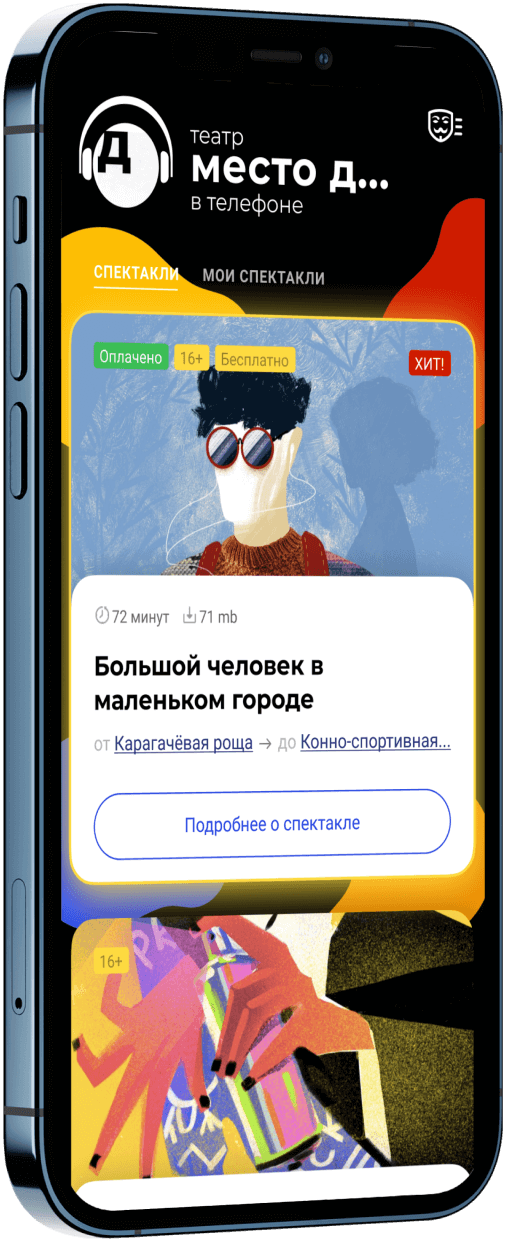 Д
театр
место д...
в телефоне
СПЕКТАКЛИ МОИ СПЕКТАКЛИ
Оплачено 16+ Бесплатно ХИТ!
72 минут 71 mb
Большой человек в
маленьком городе
от Карагачёвая роща → до Конно-спортивная...
Подробнее о спектакле
16+